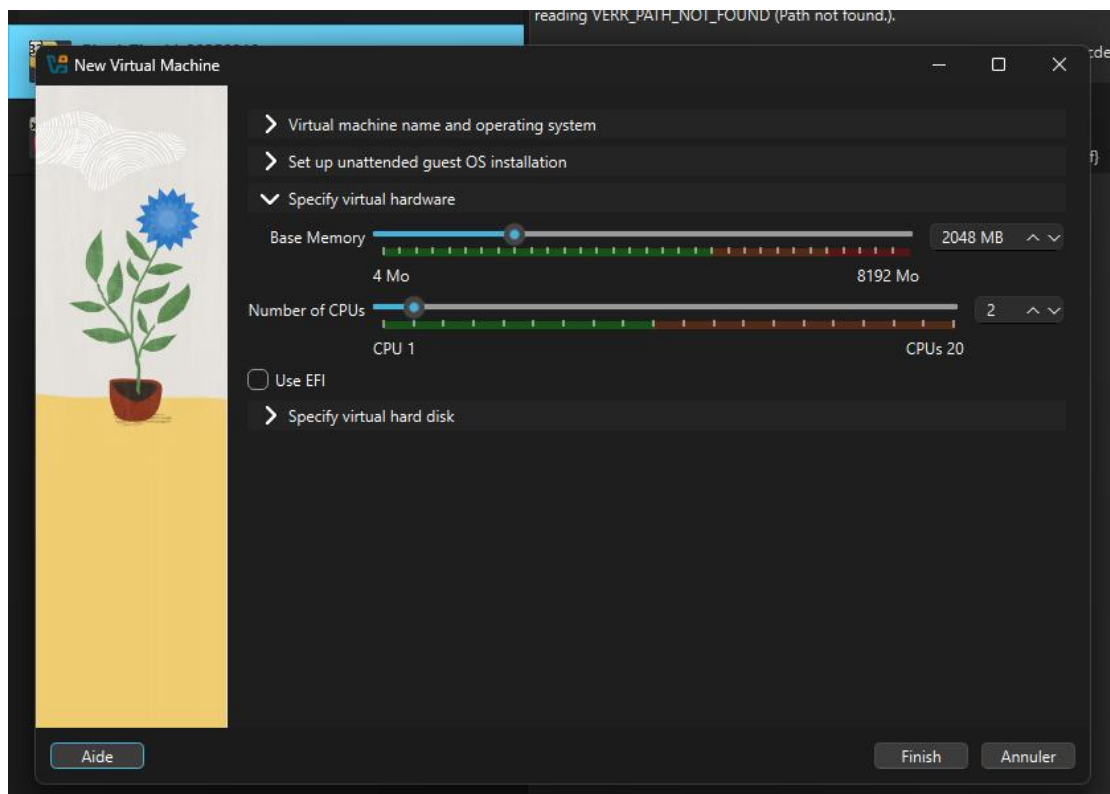 reading VERR_PATH_NOT_FOUND (Path not found.).
New Virtual Machine
Virtual machine name and operating system
Set up unattended guest OS installation
Specify virtual hardware
Base Memory
2048 MB
4 Mo
8192 Mo
Number of CPUs
2
CPU 1
CPUs 20
Use EFI
Specify virtual hard disk
Aide
Finish
Annuler